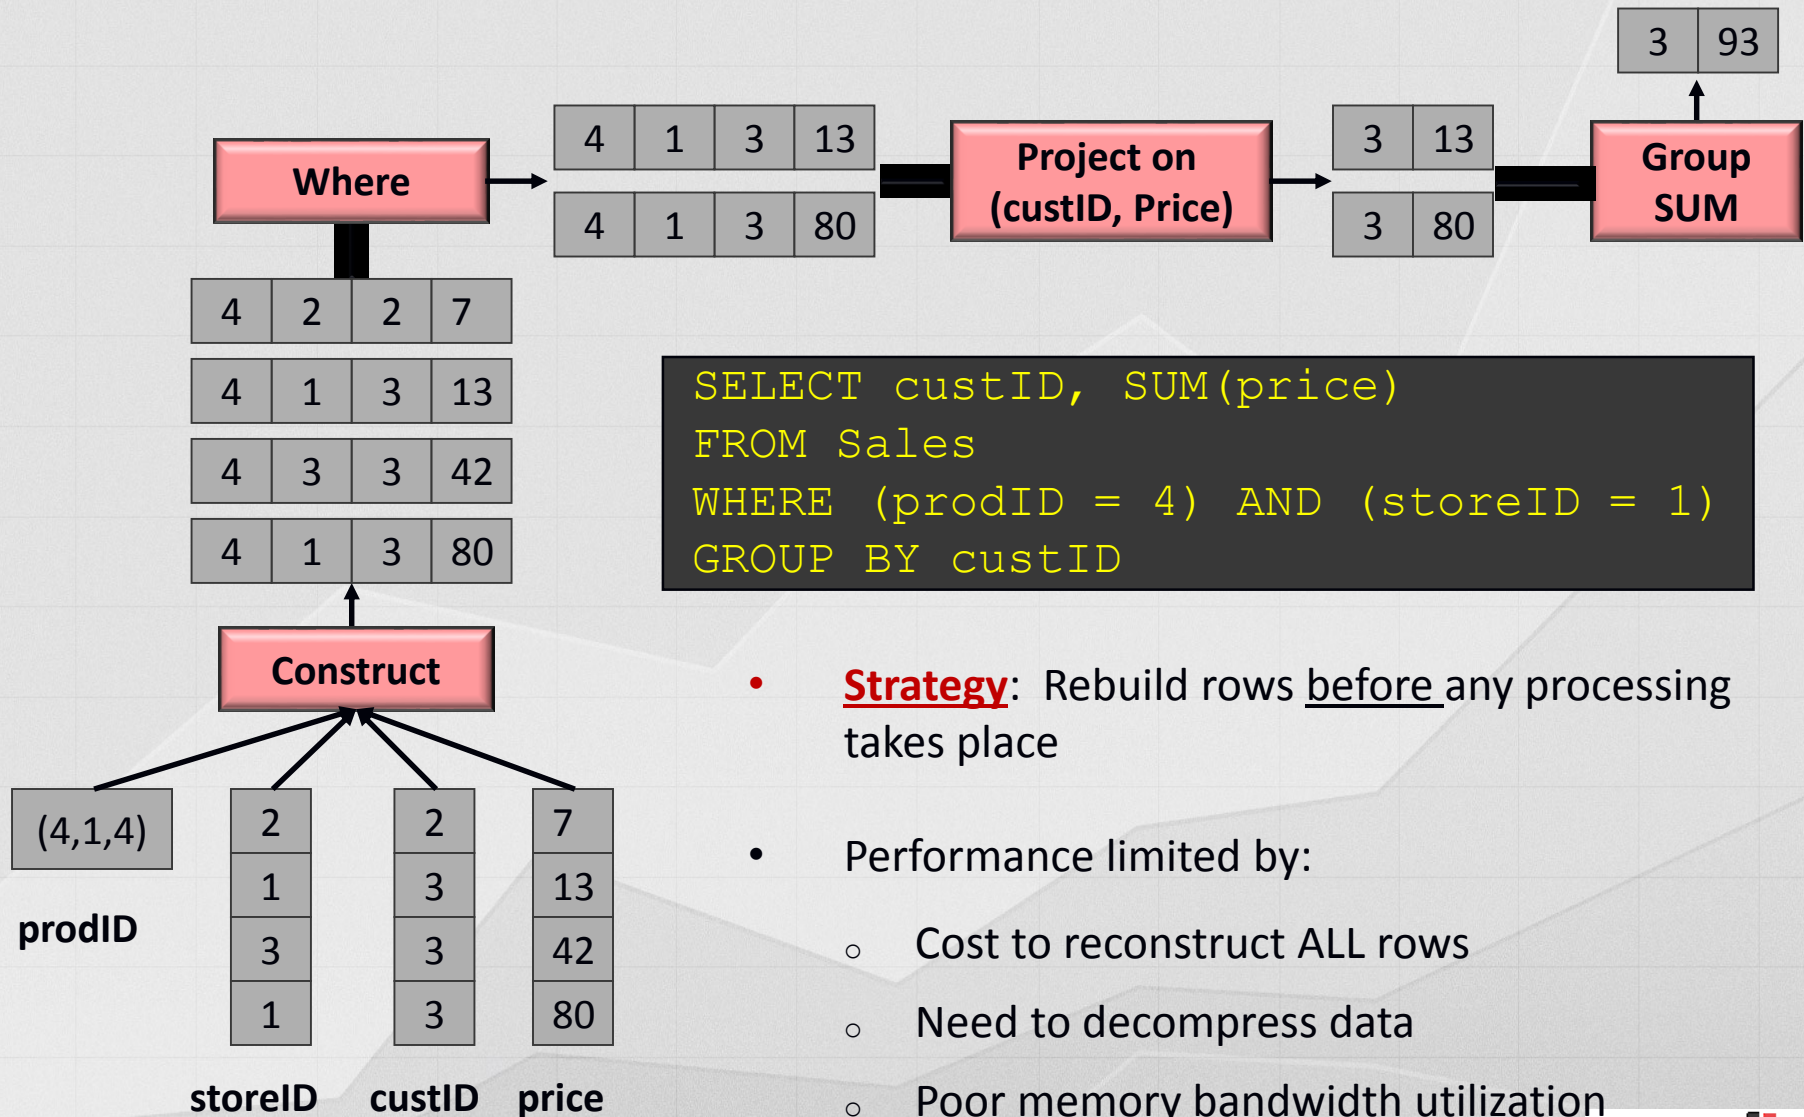 3 93
Where
4 1 3 13
4 1 3 80
Project on
(custID, Price)
3 13
3 80
Group
SUM
4 2 2 7
4 1 3 13
4 3 3 42
4 1 3 80
SELECT custID, SUM(price)
FROM Sales
WHERE (prodID = 4) AND (storeID = 1)
GROUP BY custID
Construct
(4,1,4)
prodID
2
1
3
1
storeID
2
3
3
3
custID
7
13
42
80
price
• Strategy: Rebuild rows before any processing
takes place
• Performance limited by:
o Cost to reconstruct ALL rows
o Need to decompress data
o Poor memory bandwidth utilization